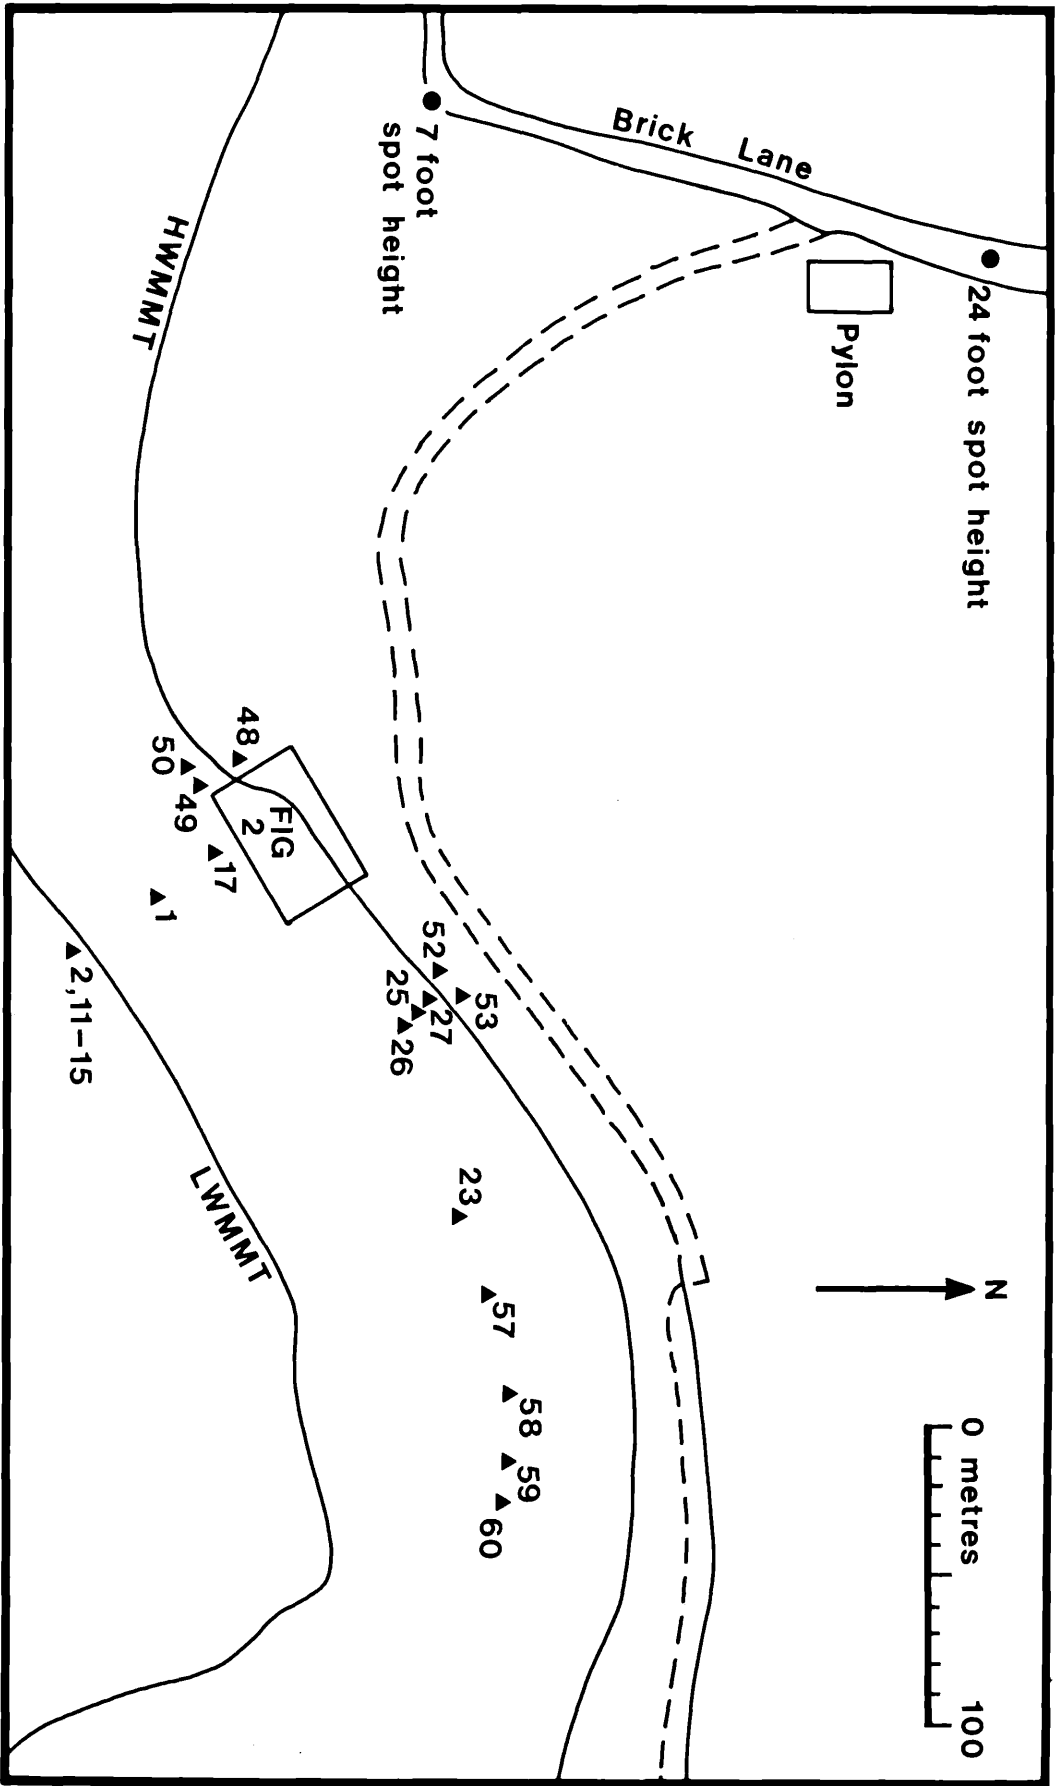 Brick Lane
7 foot
spot height
24 foot spot height
Pylon
HWMMT
N
0 metres 100
48
50
49
17
1
2,11–15
FIG
2
52
53
25
27
26
23
57
58
59
60
LWMMT